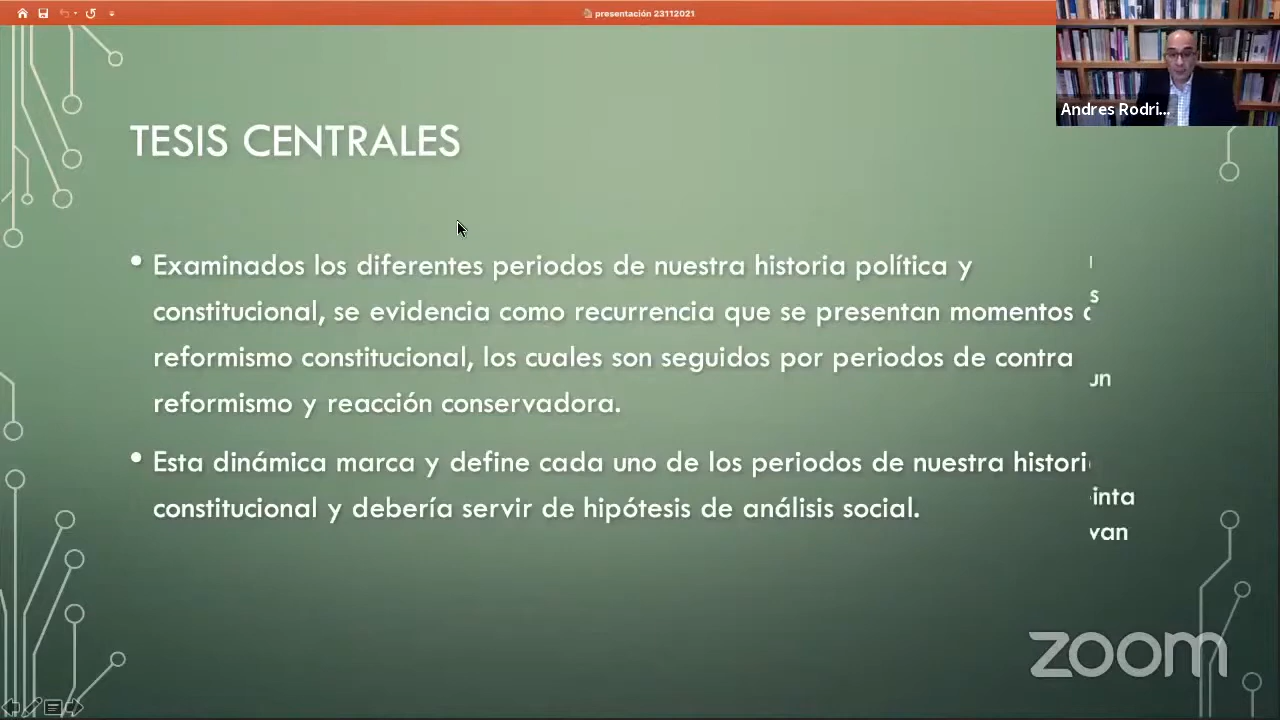 presentación 23112021
Andres Rodri...
TESIS CENTRALES
• Examinados los diferentes periodos de nuestra historia política y
constitucional, se evidencia como recurrencia que se presentan momentos
reformismo constitucional, los cuales son seguidos por periodos de contra
reformismo y reacción conservadora.
• Esta dinámica marca y define cada uno de los periodos de nuestra
constitucional y debería servir de hipótesis de análisis social.
van
zoom